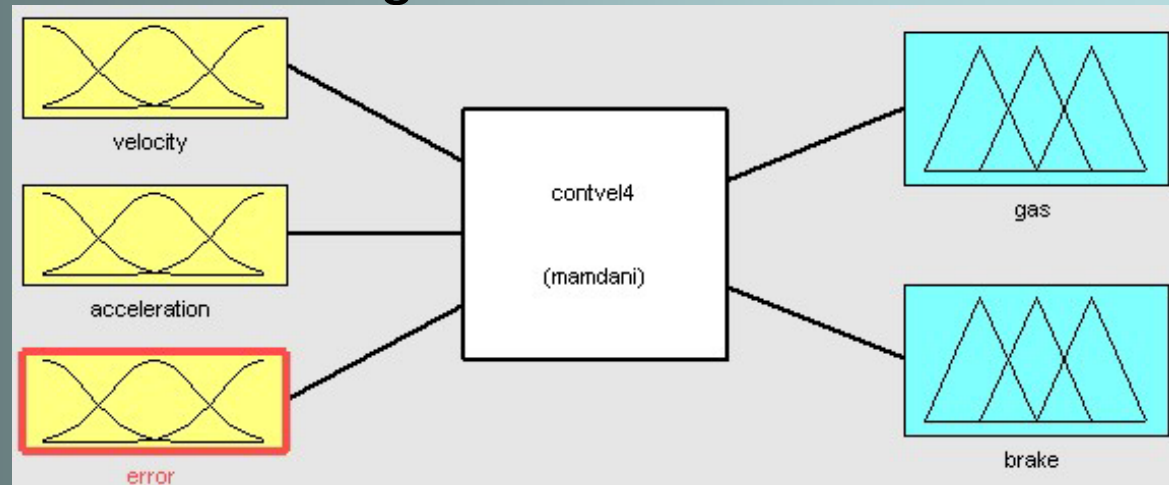 velocity
acceleration
error
contvel4
(mamdani)
gas
brake